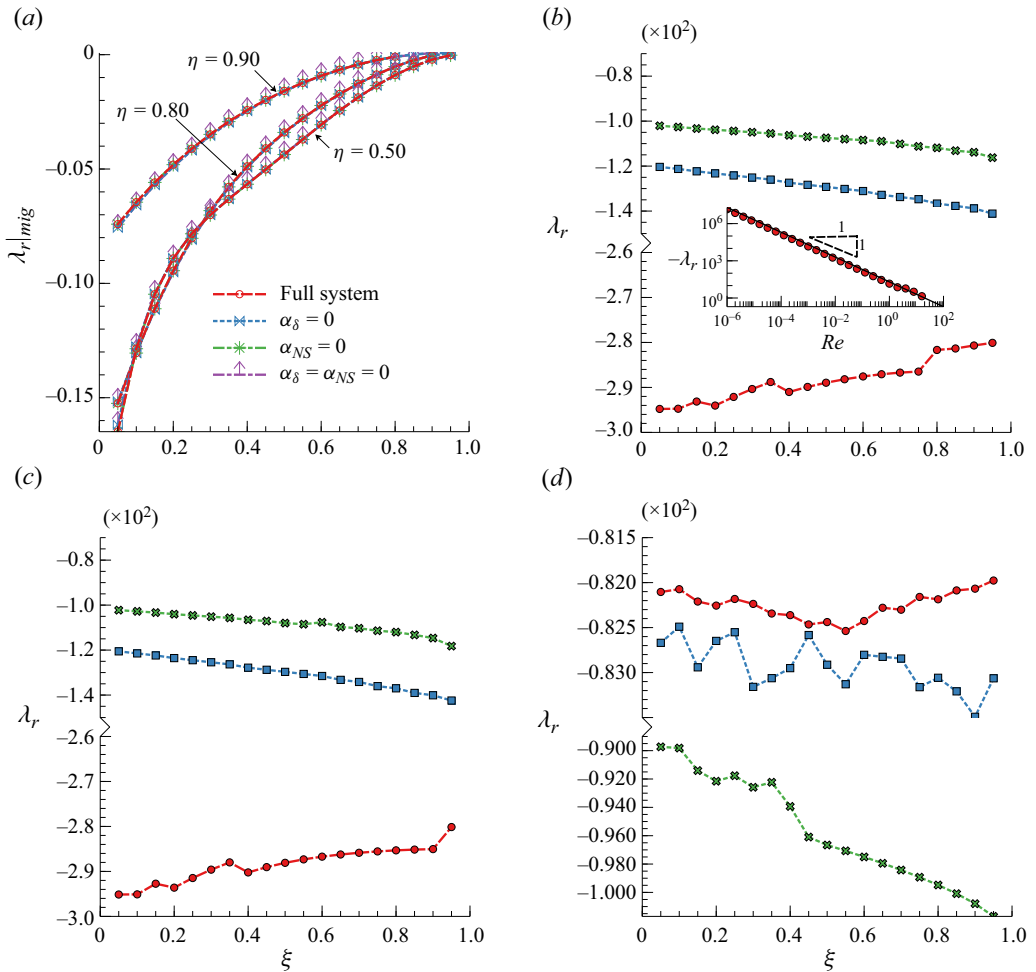 (a)
0
−0.05
−0.10
−0.15
λr|mig
η = 0.90
η = 0.80
η = 0.50
Full system
αδ = 0
αNS = 0
αδ = αNS = 0
0 0.2 0.4 0.6 0.8 1.0
(b)
(×10²)
−0.8
−1.0
−1.2
−1.4
−2.6
−2.8
−2.9
−3.0
λr
10⁶
10³
10⁰
−λr
1
1
10⁻⁶ 10⁻⁴ 10⁻² 10⁰ 10²
Re
0 0.2 0.4 0.6 0.8 1.0
(c)
(×10²)
−0.8
−1.0
−1.2
−1.4
−2.6
−2.7
−2.8
−2.9
−3.0
λr
0 0.2 0.4 0.6 0.8 1.0
ξ
(d)
(×10²)
−0.815
−0.820
−0.825
−0.830
−0.900
−0.920
−0.940
−0.960
−0.980
−1.000
λr
0 0.2 0.4 0.6 0.8 1.0
ξ